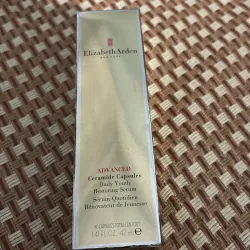 Elizabeth Arden
NEW YORK
ADVANCED
Ceramide Capsules
Daily Youth
Restoring Serum
Sérum Quotidien
Rénovateur de Jeunesse
1.41 FL.OZ. 42 ml e